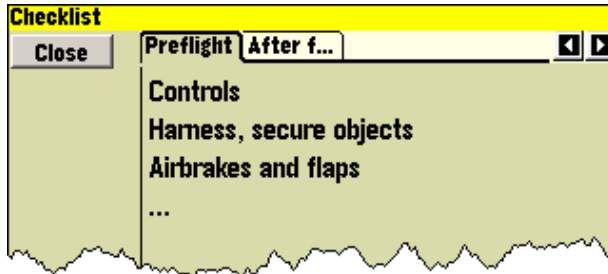 Checklist
Close
Preflight After f...
Controls
Harness, secure objects
Airbrakes and flaps
...